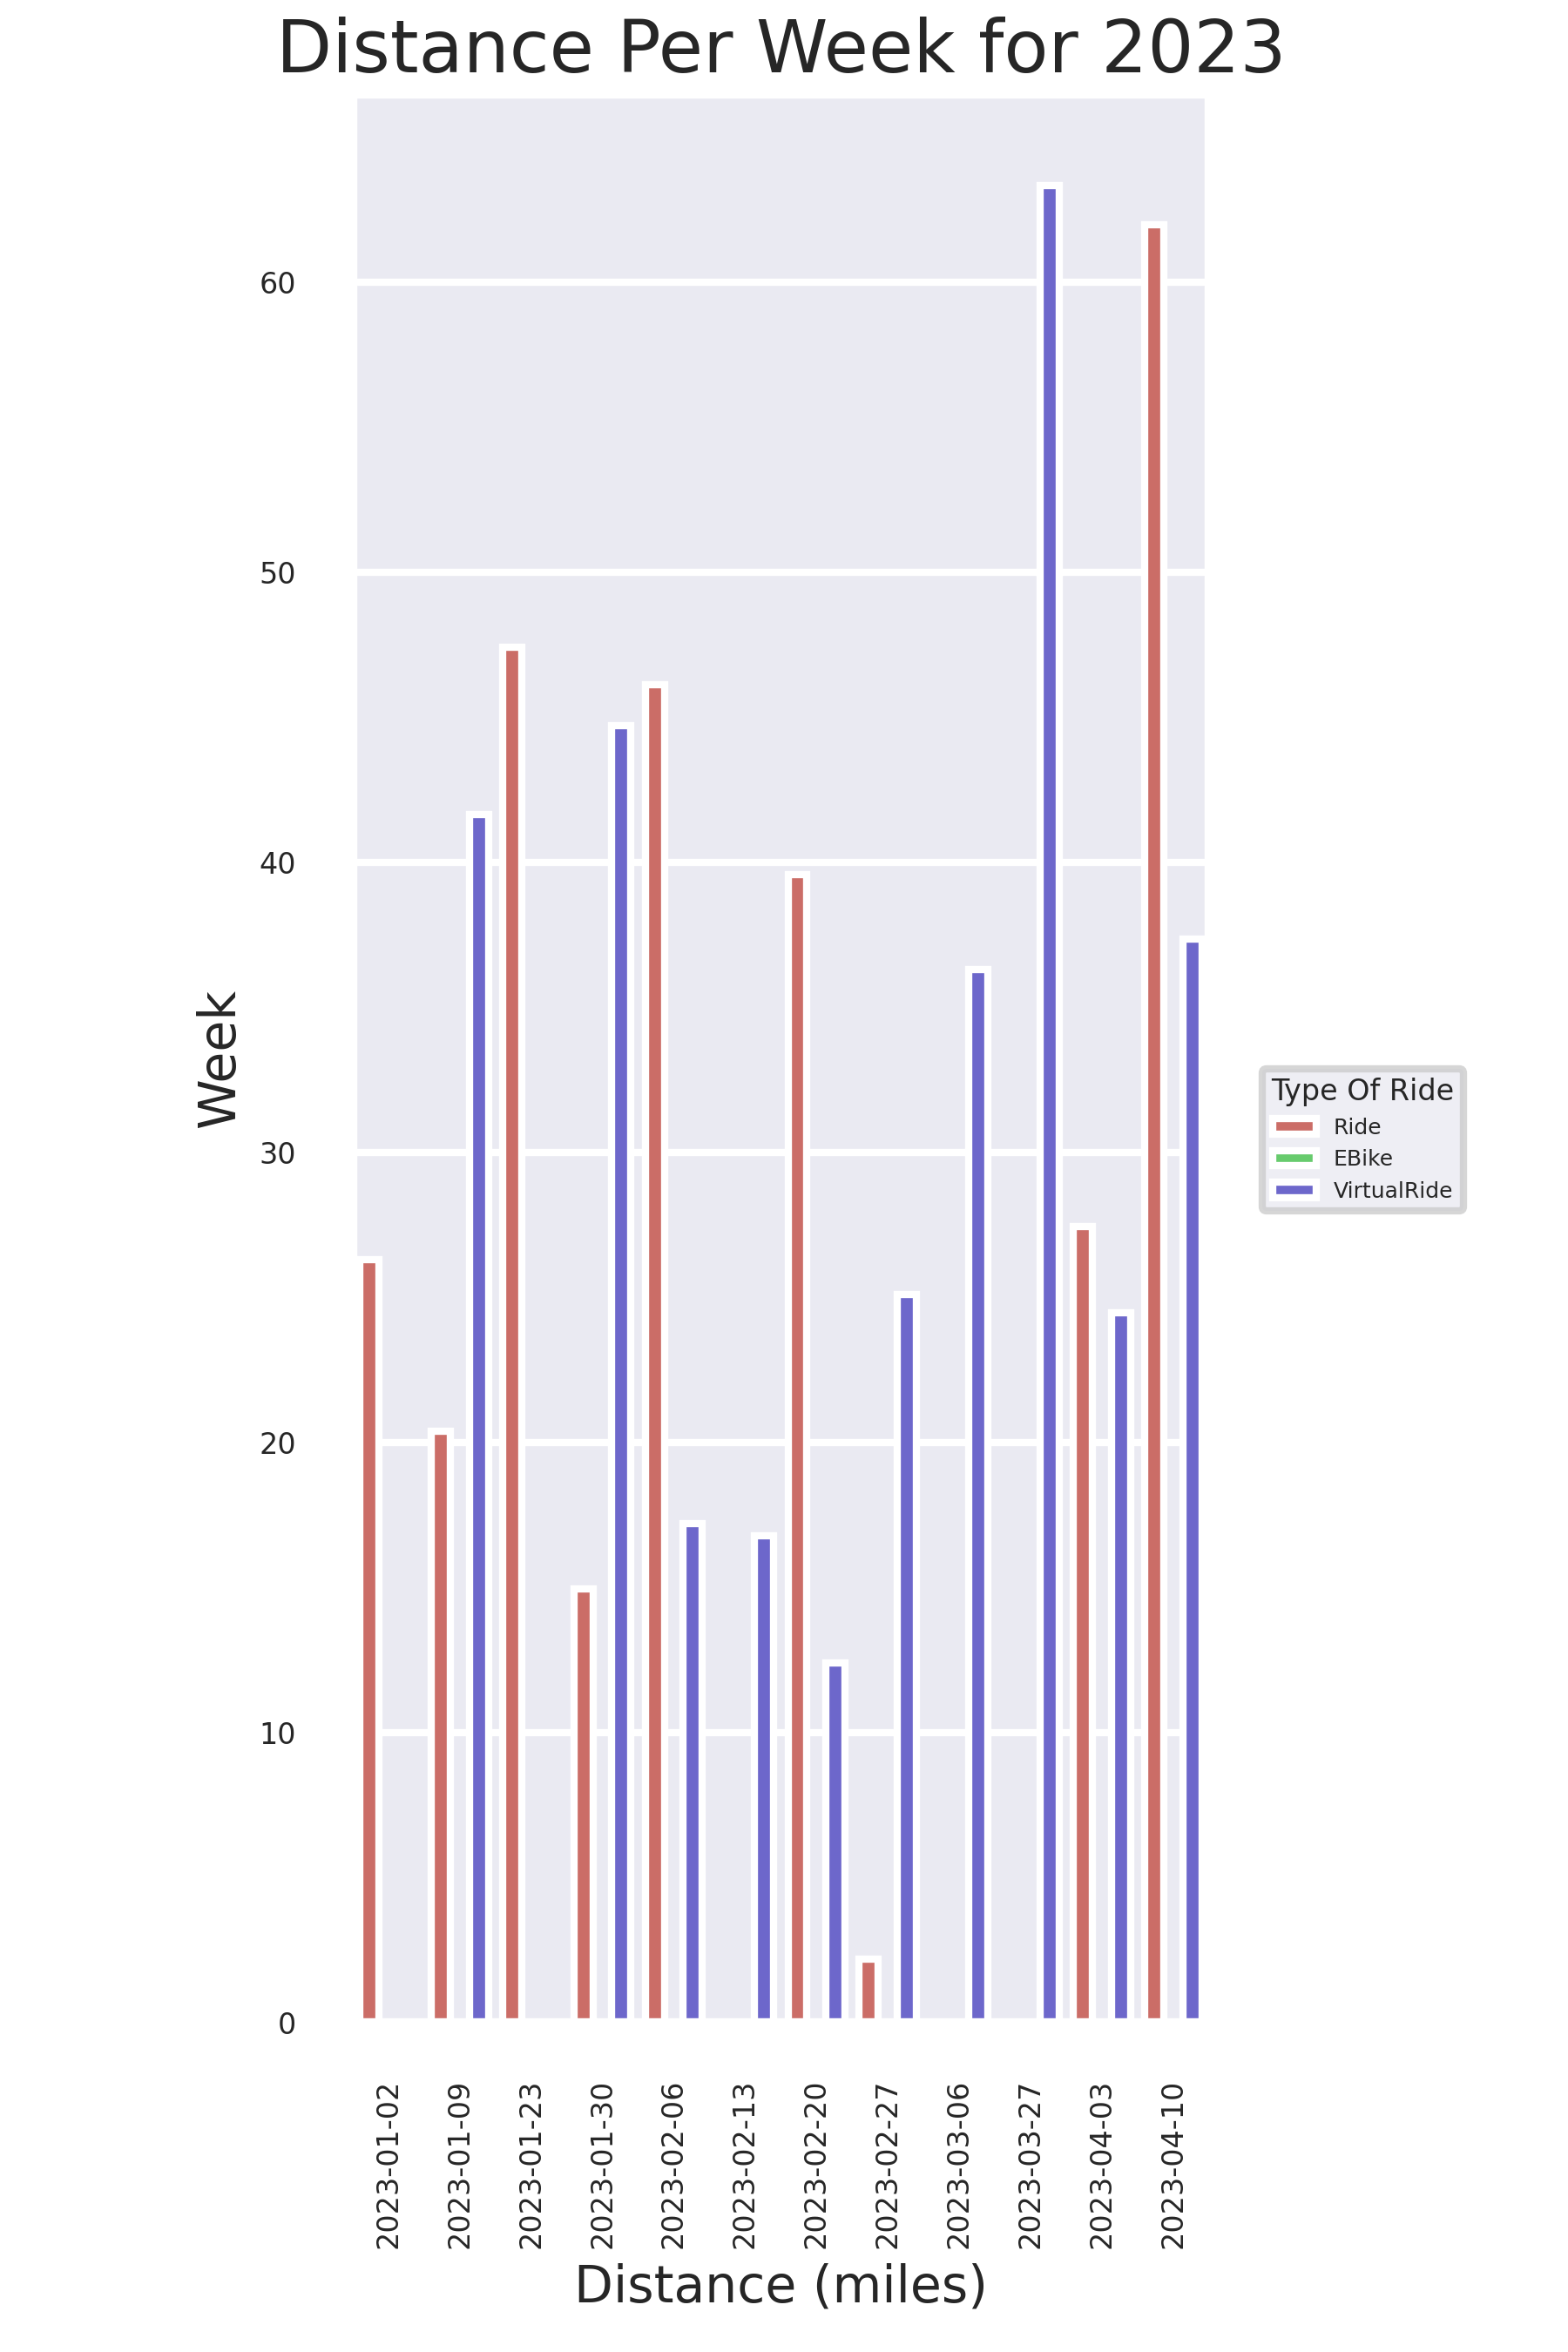 Distance Per Week for 2023
60
50
40
30
20
10
0
Week
Type Of Ride
Ride
EBike
VirtualRide
2023-01-02
2023-01-09
2023-01-23
2023-01-30
2023-02-06
2023-02-13
2023-02-20
2023-02-27
2023-03-06
2023-03-27
2023-04-03
2023-04-10
Distance (miles)